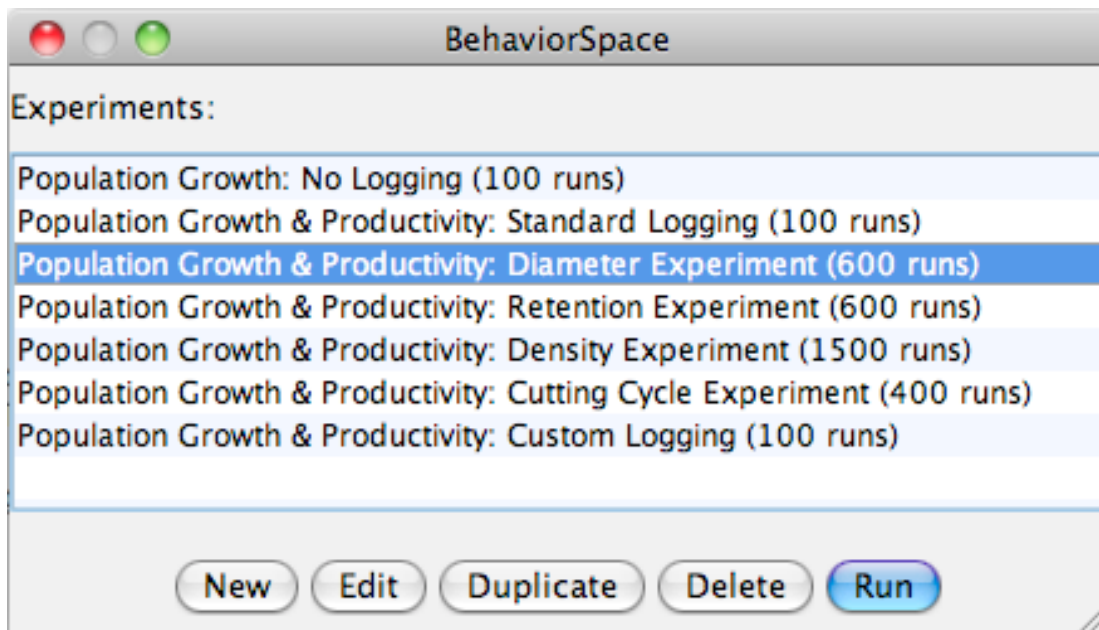 BehaviorSpace
Experiments:
Population Growth: No Logging (100 runs)
Population Growth & Productivity: Standard Logging (100 runs)
Population Growth & Productivity: Diameter Experiment (600 runs)
Population Growth & Productivity: Retention Experiment (600 runs)
Population Growth & Productivity: Density Experiment (1500 runs)
Population Growth & Productivity: Cutting Cycle Experiment (400 runs)
Population Growth & Productivity: Custom Logging (100 runs)
New Edit Duplicate Delete Run